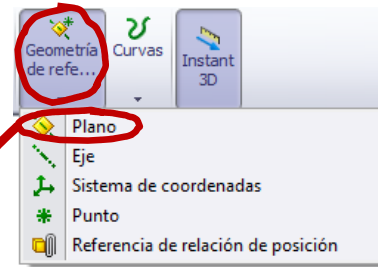 Geometría
de refe...
Curvas
Instant
3D
Plano
Eje
Sistema de coordenadas
Punto
Referencia de relación de posición